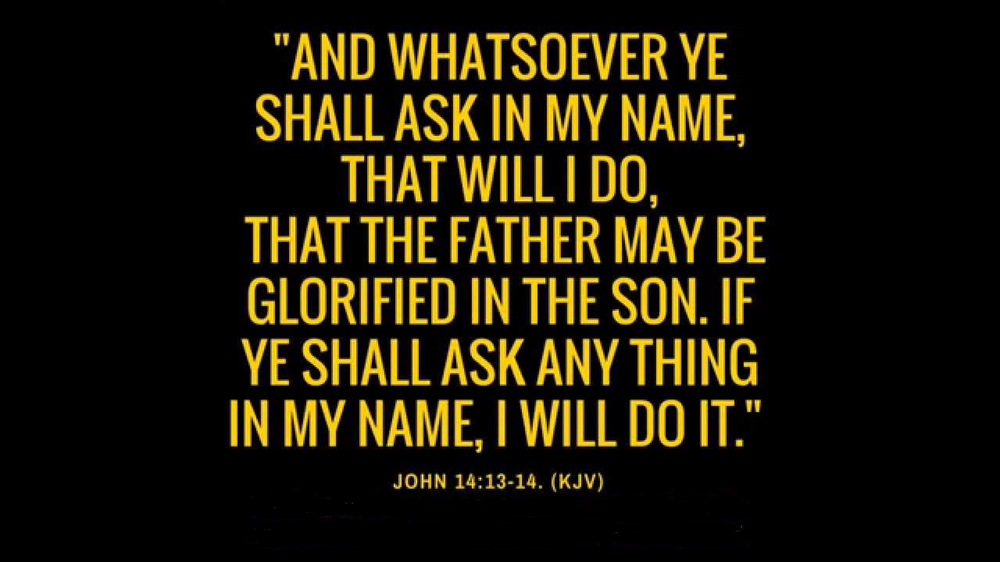 "AND WHATSOEVER YE
SHALL ASK IN MY NAME,
THAT WILL I DO,
THAT THE FATHER MAY BE
GLORIFIED IN THE SON. IF
YE SHALL ASK ANY THING
IN MY NAME, I WILL DO IT."
JOHN 14:13-14. (KJV)